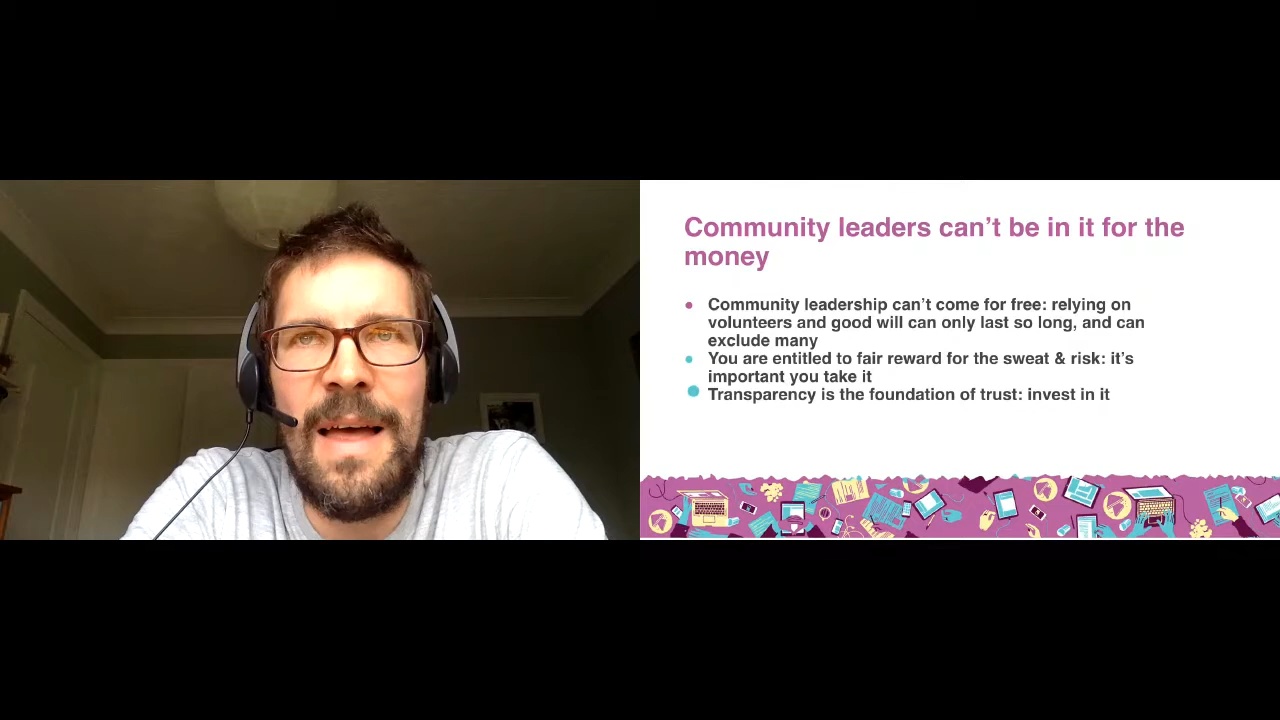 Community leaders can't be in it for the
money
Community leadership can't come for free: relying on
volunteers and good will can only last so long, and can
exclude many
You are entitled to fair reward for the sweat & risk: it's
important you take it
Transparency is the foundation of trust: invest in it